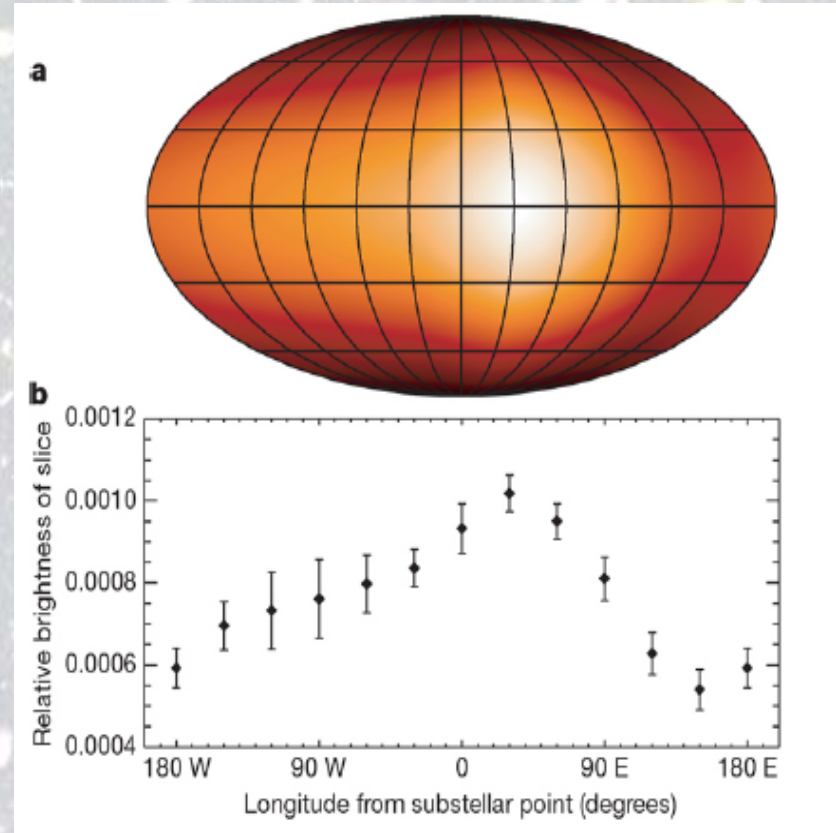 a
b
0.0012
0.0010
0.0008
0.0006
0.0004
Relative brightness of slice
180 W
90 W
0
90 E
180 E
Longitude from substellar point (degrees)